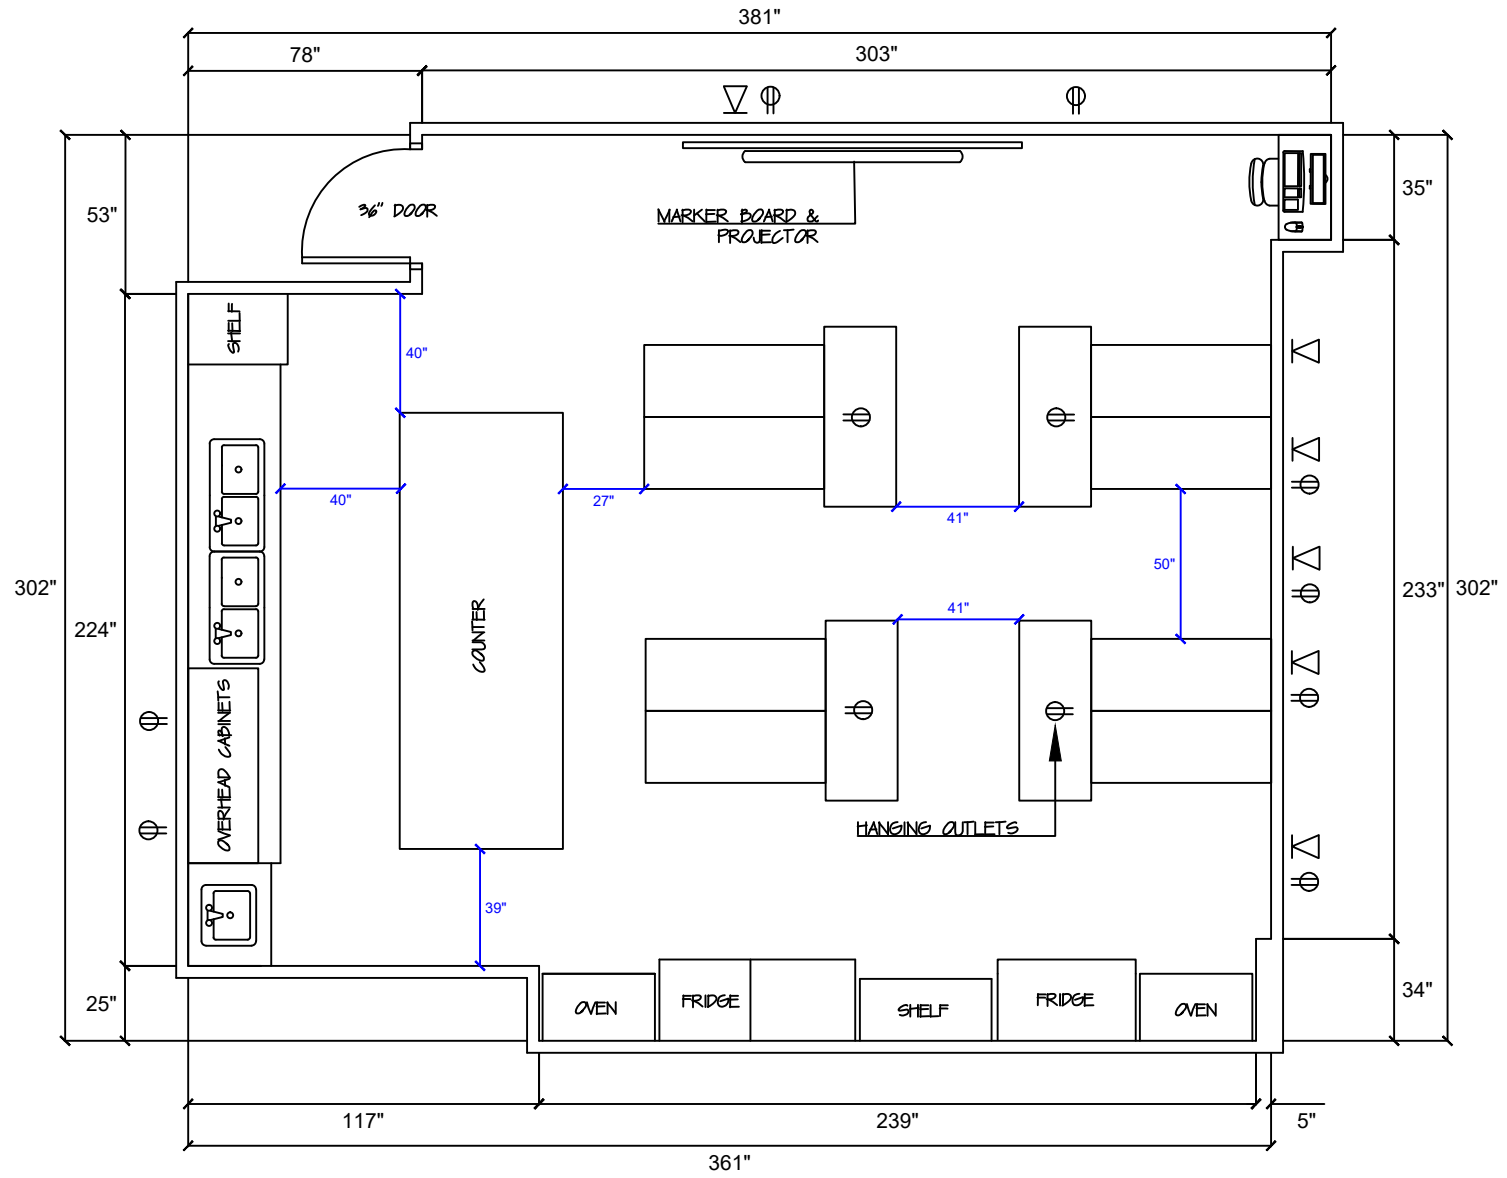 381"
78"
303"
53"
36" DOOR
MARKER BOARD &
PROJECTOR
35"
SHELF
40"
40"
27"
41"
50"
302"
224"
233"
302"
41"
COUNTER
OVERHEAD CABINETS
HANGING OUTLETS
39"
25"
OVEN
FRIDGE
SHELF
FRIDGE
OVEN
34"
117"
239"
5"
361"